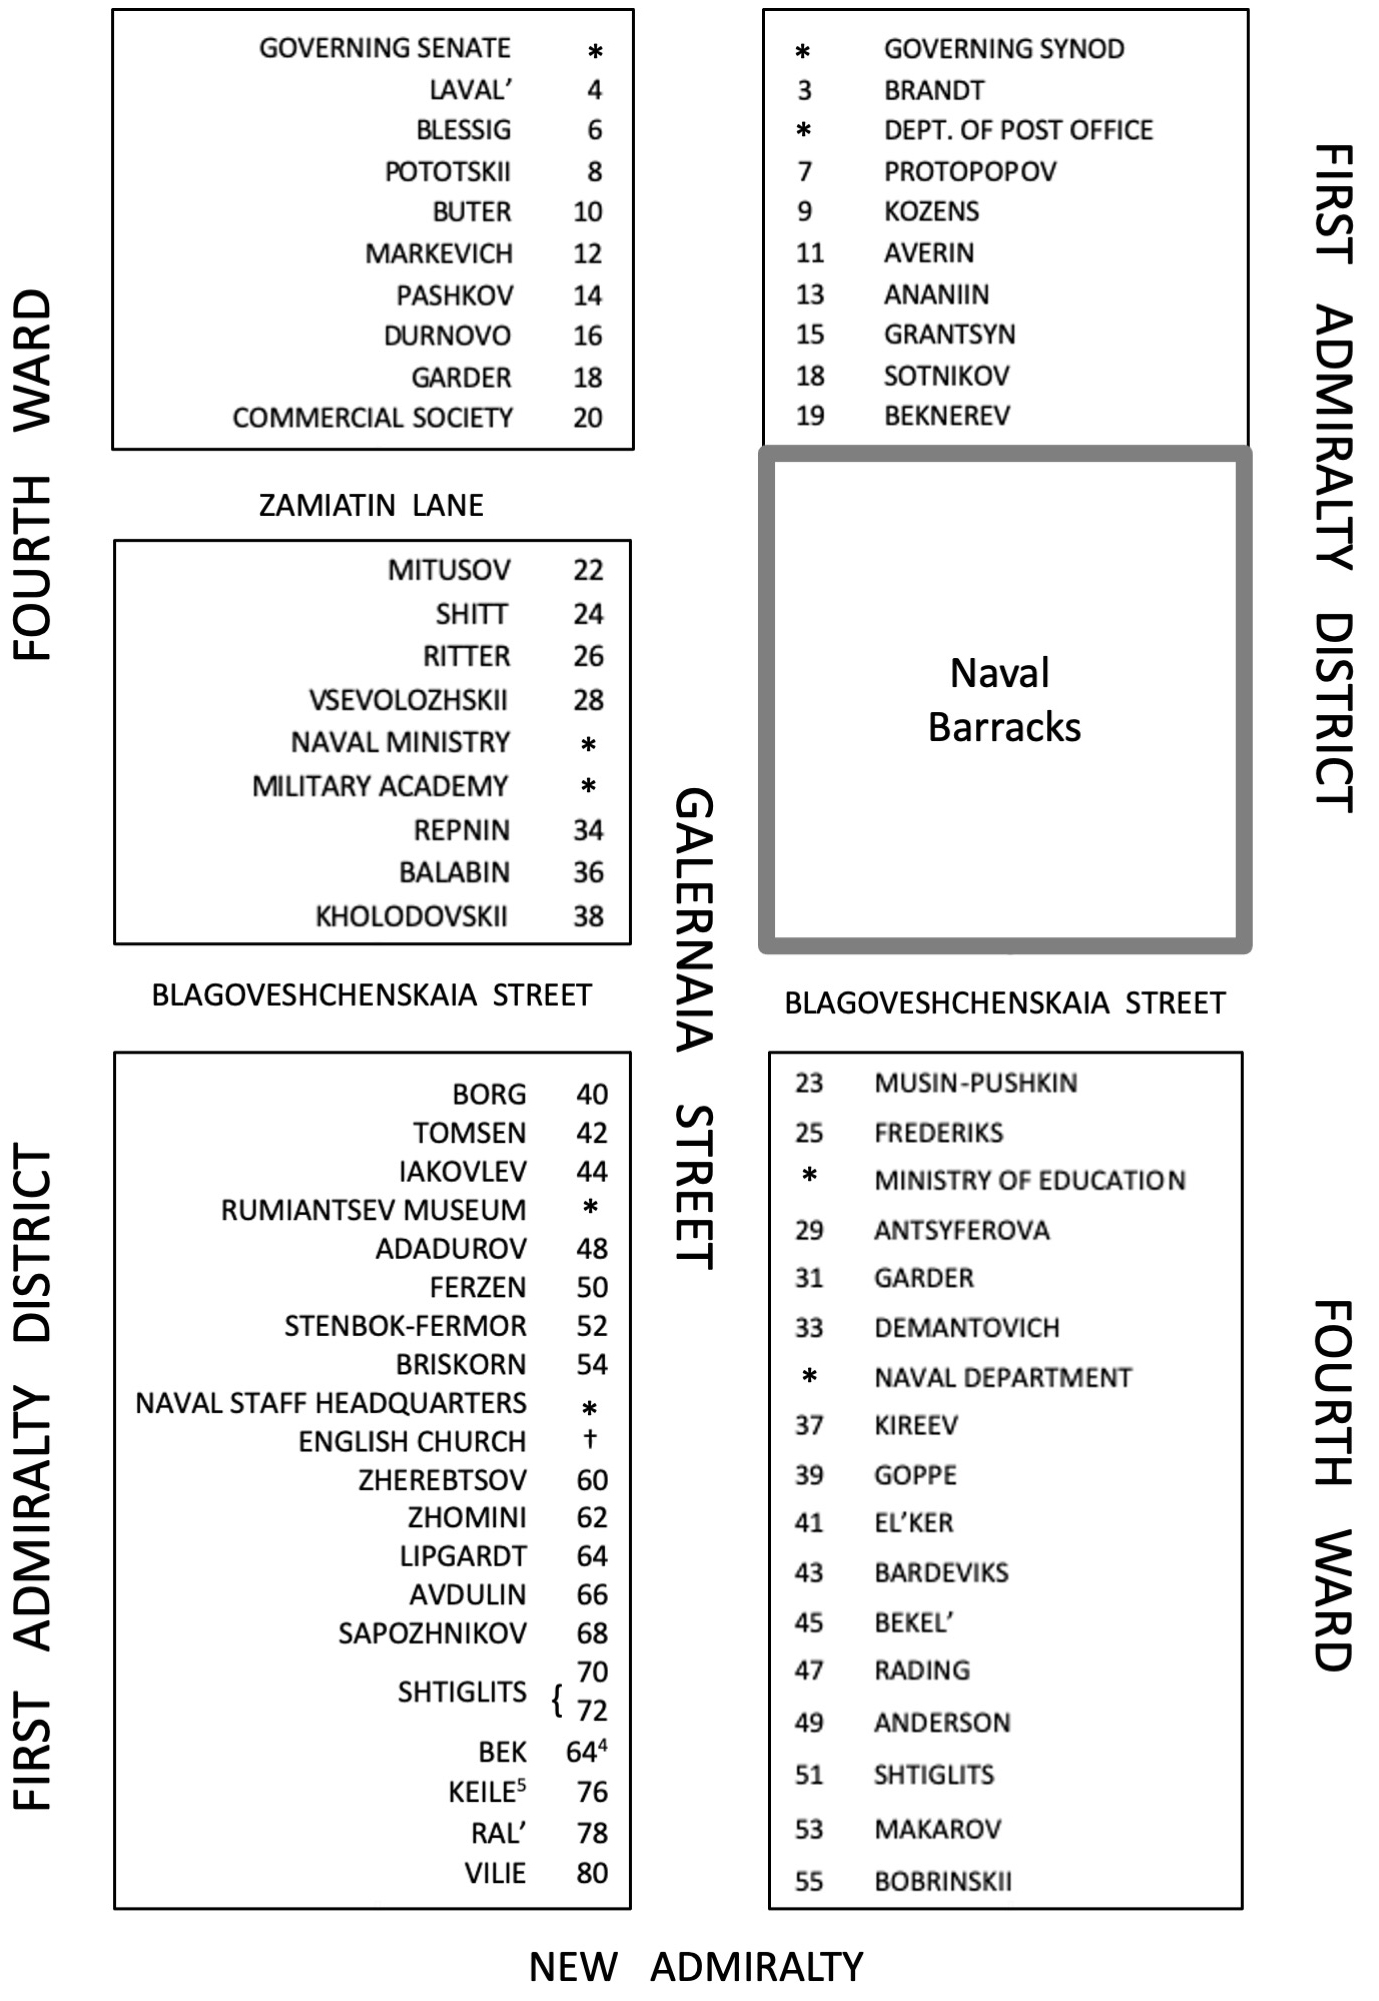 GOVERNING SENATE *
LAVAL’ 4
BLESSIG 6
POTOTSKII 8
BUTER 10
MARKEVICH 12
PASHKOV 14
DURNOVO 16
GARDER 18
COMMERCIAL SOCIETY 20
* GOVERNING SYNOD
3 BRANDT
* DEPT. OF POST OFFICE
7 PROTOPOPOV
9 KOZENS
11 AVERIN
13 ANANIIN
15 GRANTSYN
18 SOTNIKOV
19 BEKNEREV
FOURTH WARD
FIRST ADMIRALTY DISTRICT
ZAMIATIN LANE
MITUSOV 22
SHITT 24
RITTER 26
VSEVOLOZHSKII 28
NAVAL MINISTRY *
MILITARY ACADEMY *
REPNIN 34
BALABIN 36
KHOLODOVSKII 38
Naval
Barracks
GALERNAIA STREET
BLAGOVESHCHENSKAIA STREET
BLAGOVESHCHENSKAIA STREET
BORG 40
TOMSEN 42
IAKOVLEV 44
RUMIANTSEV MUSEUM *
ADADUROV 48
FERZEN 50
STENBOK-FERMOR 52
BRISKORN 54
NAVAL STAFF HEADQUARTERS *
ENGLISH CHURCH †
ZHEREBTSOV 60
ZHOMINI 62
LIPGARDT 64
AVDULIN 66
SAPOZHNIKOV 68
SHTIGLITS { 70
72
BEK 64⁴
KEILE⁵ 76
RAL’ 78
VILIE 80
23 MUSIN-PUSHKIN
25 FREDERIKS
* MINISTRY OF EDUCATION
29 ANTSYFEROVA
31 GARDER
33 DEMANTOVICH
* NAVAL DEPARTMENT
37 KIREEV
39 GOPPE
41 EL’KER
43 BARDEVIKS
45 BEKEL’
47 RADING
49 ANDERSON
51 SHTIGLITS
53 MAKAROV
55 BOBRINSKII
FIRST ADMIRALTY DISTRICT
FOURTH WARD
NEW ADMIRALTY